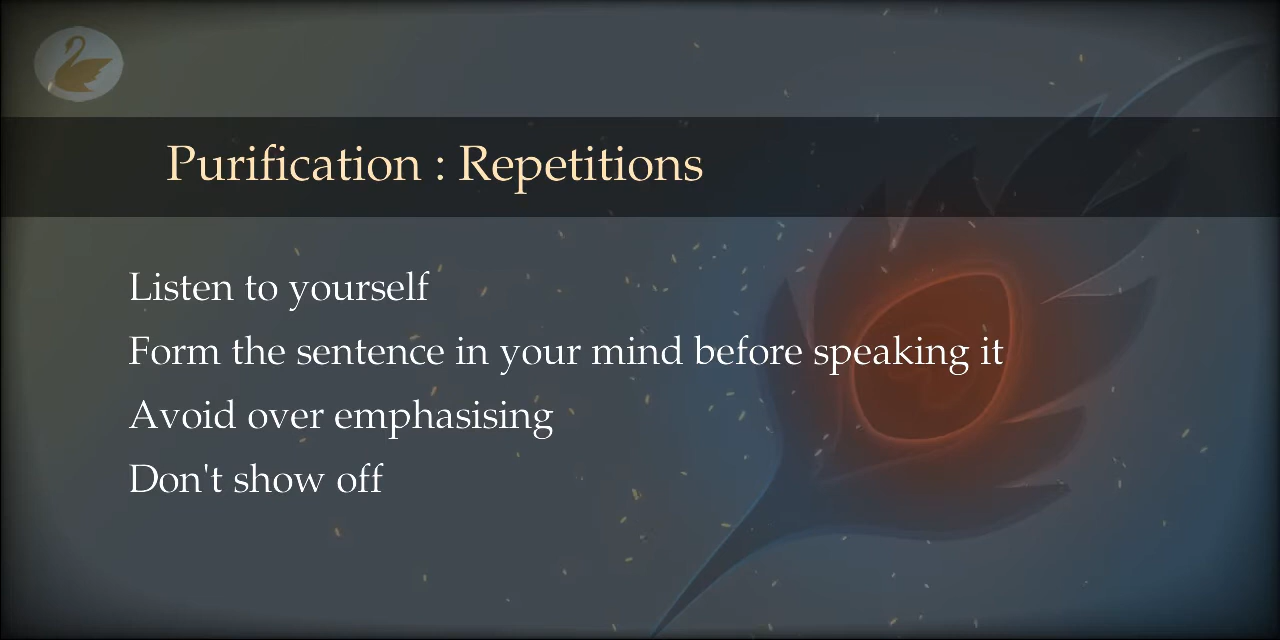 Purification : Repetitions
Listen to yourself
Form the sentence in your mind before speaking it
Avoid over emphasising
Don't show off